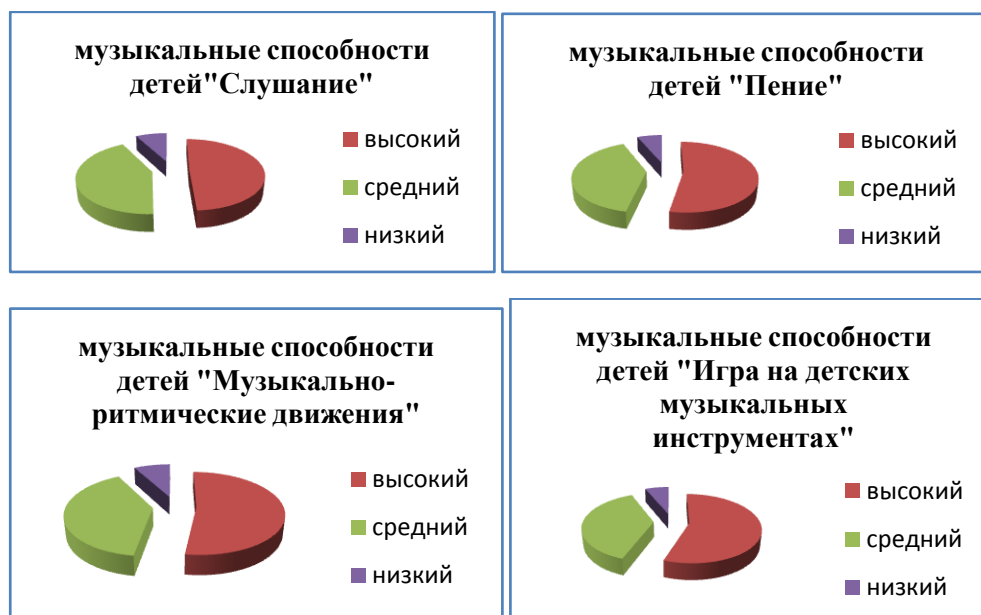 музыкальные способности
детей"Слушание"
высокий
средний
низкий
музыкальные способности
детей "Пение"
высокий
средний
низкий
музыкальные способности
детей "Музыкально-
ритмические движения"
высокий
средний
низкий
музыкальные способности
детей "Игра на детских
музыкальных
инструментах"
высокий
средний
низкий